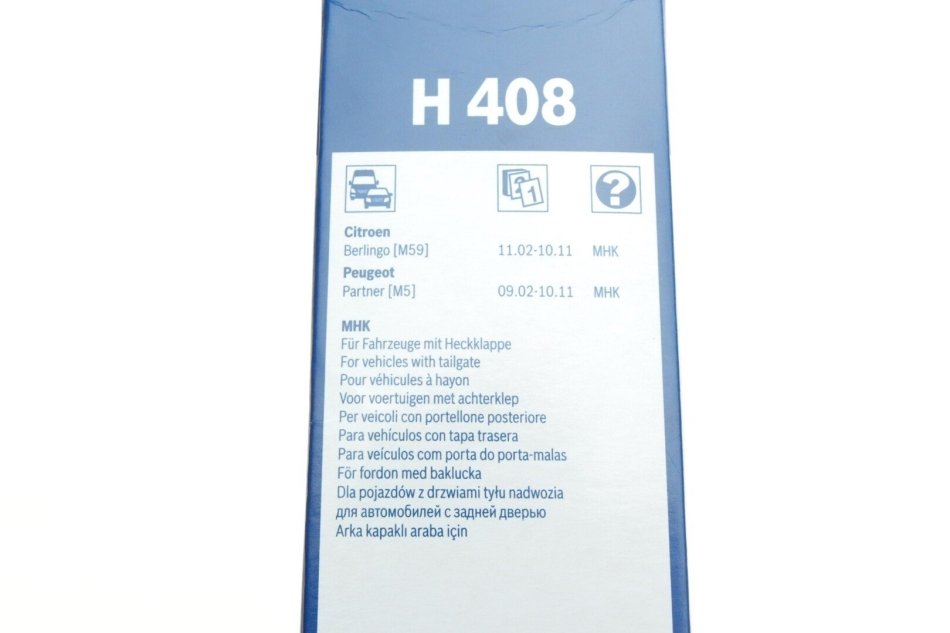 H 408
2 1 ?
Citroen
Berlingo [M59] 11.02-10.11 MHK
Peugeot
Partner [M5] 09.02-10.11 MHK
MHK
Für Fahrzeuge mit Heckklappe
For vehicles with tailgate
Pour véhicules à hayon
Voor voertuigen met achterklep
Per veicoli con portellone posteriore
Para vehículos con tapa trasera
Para veículos com porta do porta-malas
För fordon med baklucka
Dla pojazdów z drzwiami tyłu nadwozia
для автомобилей с задней дверью
Arka kapaklı araba için